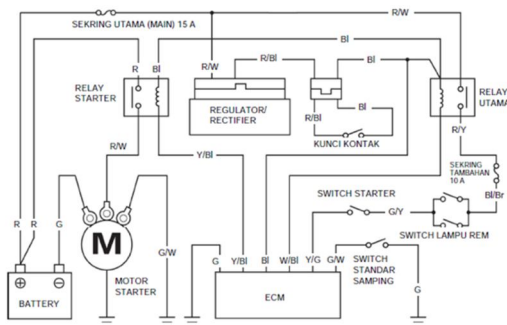 R/W
SEKRING UTAMA (MAIN) 15 A
Bl
R
Bl
R/W
R/Bl
Bl
RELAY
STARTER
RELAY
UTAMA
REGULATOR/
RECTIFIER
R/Bl
Bl
KUNCI KONTAK
R/Y
R/W
Y/Bl
SEKRING
TAMBAHAN
10 A
Bl/Br
SWITCH STARTER
G/Y
SWITCH LAMPU REM
R
R
G
M
G/W
MOTOR
STARTER
BATTERY
G
Y/Bl
Bl
W/Bl
Y/G
G/W
SWITCH
STANDAR
SAMPING
G
ECM